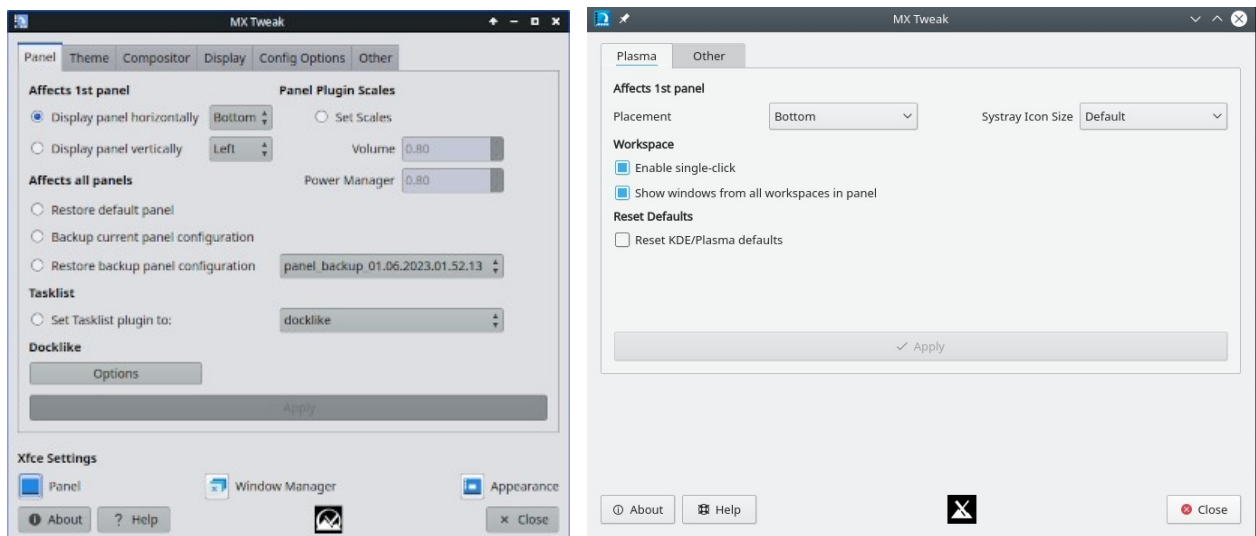 MX Tweak
Panel Theme Compositor Display Config Options Other
Affects 1st panel Panel Plugin Scales
Display panel horizontally Bottom Set Scales
Display panel vertically Left Volume 0.80
Affects all panels Power Manager 0.80
Restore default panel
Backup current panel configuration
Restore backup panel configuration panel_backup_01.06.2023.01.52.13
Tasklist
Set Tasklist plugin to: docklike
Docklike
Options
Apply
Xfce Settings
Panel Window Manager Appearance
About ? Help Close
MX Tweak
Plasma Other
Affects 1st panel
Placement Bottom Systray Icon Size Default
Workspace
Enable single-click
Show windows from all workspaces in panel
Reset Defaults
Reset KDE/Plasma defaults
Apply
About Help Close